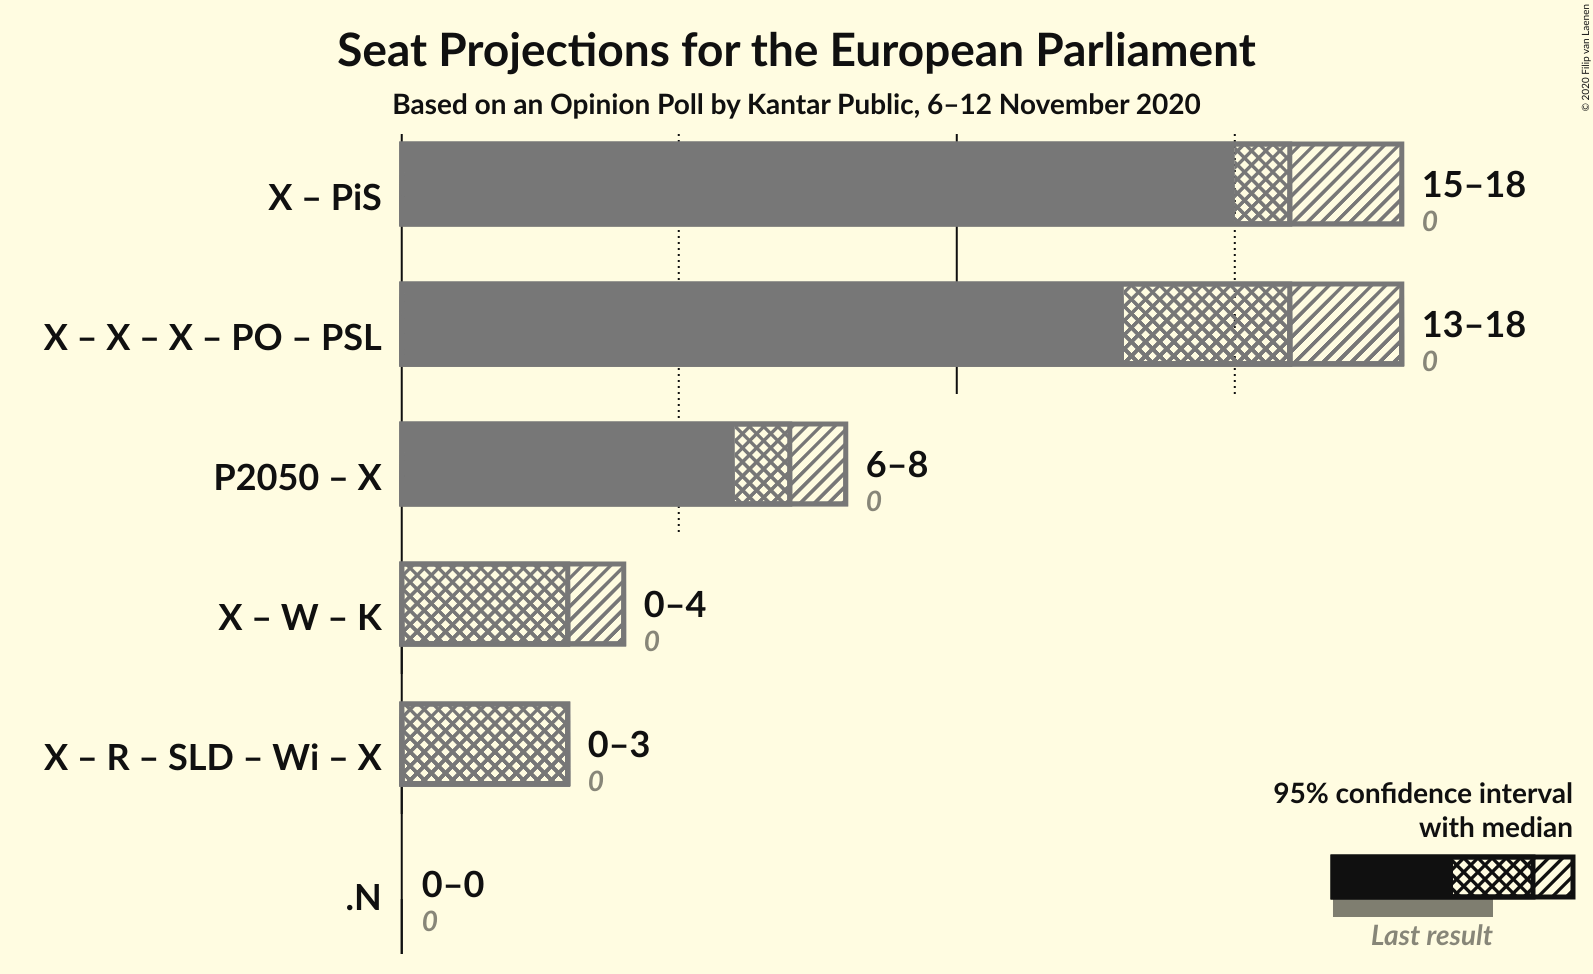 Seat Projections for the European Parliament
Based on an Opinion Poll by Kantar Public, 6–12 November 2020
© 2020 Filip van Laenen
X – PiS
15–18
0
X – X – X – PO – PSL
13–18
0
P2050 – X
6–8
0
X – W – K
0–4
0
X – R – SLD – Wi – X
0–3
0
.N
0–0
0
95% confidence interval
with median
Last result